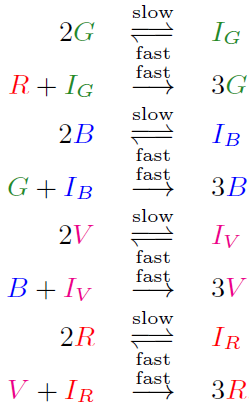 slow
2G ⇌ I_G
fast
fast
R + I_G ⟶ 3G
slow
2B ⇌ I_B
fast
fast
G + I_B ⟶ 3B
slow
2V ⇌ I_V
fast
fast
B + I_V ⟶ 3V
slow
2R ⇌ I_R
fast
fast
V + I_R ⟶ 3R